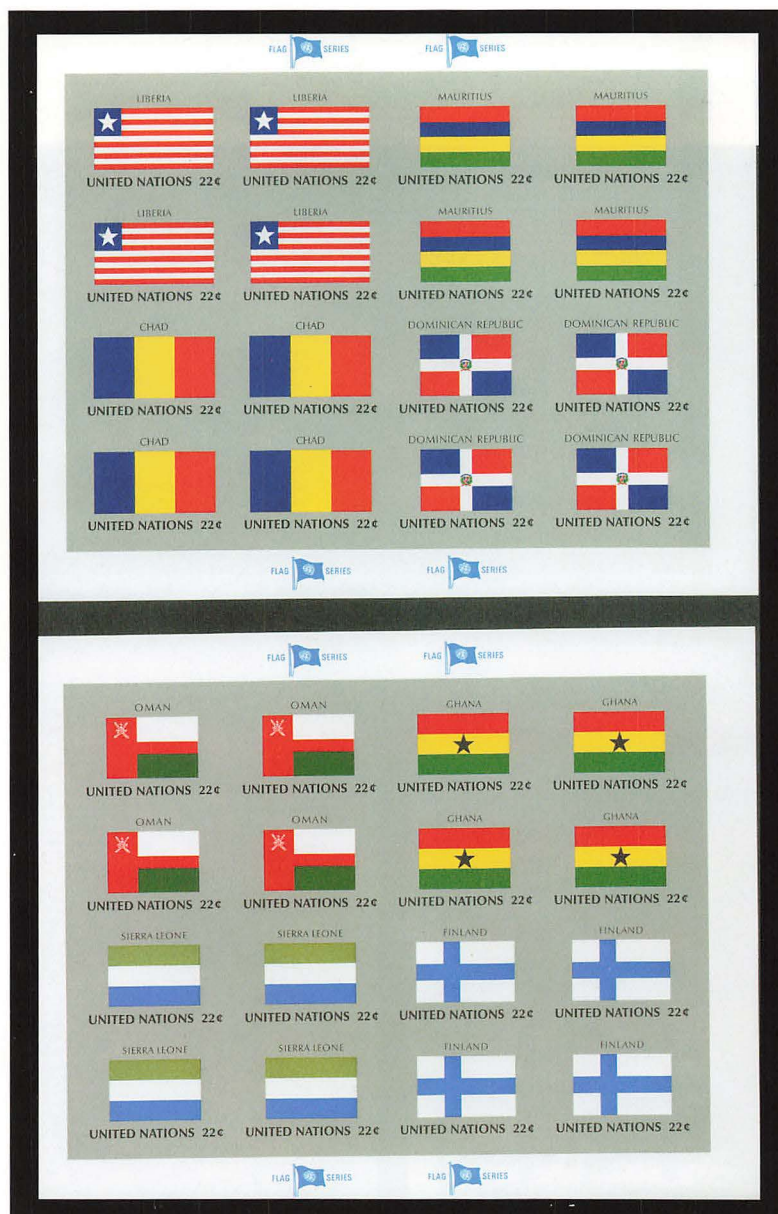 FLAG SERIES FLAG SERIES
LIBERIA LIBERIA MAURITIUS MAURITIUS
UNITED NATIONS 22¢ UNITED NATIONS 22¢ UNITED NATIONS 22¢ UNITED NATIONS 22¢
LIBERIA LIBERIA MAURITIUS MAURITIUS
UNITED NATIONS 22¢ UNITED NATIONS 22¢ UNITED NATIONS 22¢ UNITED NATIONS 22¢
CHAD CHAD DOMINICAN REPUBLIC DOMINICAN REPUBLIC
UNITED NATIONS 22¢ UNITED NATIONS 22¢ UNITED NATIONS 22¢ UNITED NATIONS 22¢
CHAD CHAD DOMINICAN REPUBLIC DOMINICAN REPUBLIC
UNITED NATIONS 22¢ UNITED NATIONS 22¢ UNITED NATIONS 22¢ UNITED NATIONS 22¢
FLAG SERIES FLAG SERIES
FLAG SERIES FLAG SERIES
OMAN OMAN GHANA GHANA
UNITED NATIONS 22¢ UNITED NATIONS 22¢ UNITED NATIONS 22¢ UNITED NATIONS 22¢
OMAN OMAN GHANA GHANA
UNITED NATIONS 22¢ UNITED NATIONS 22¢ UNITED NATIONS 22¢ UNITED NATIONS 22¢
SIERRA LEONE SIERRA LEONE FINLAND FINLAND
UNITED NATIONS 22¢ UNITED NATIONS 22¢ UNITED NATIONS 22¢ UNITED NATIONS 22¢
SIERRA LEONE SIERRA LEONE FINLAND FINLAND
UNITED NATIONS 22¢ UNITED NATIONS 22¢ UNITED NATIONS 22¢ UNITED NATIONS 22¢
FLAG SERIES FLAG SERIES